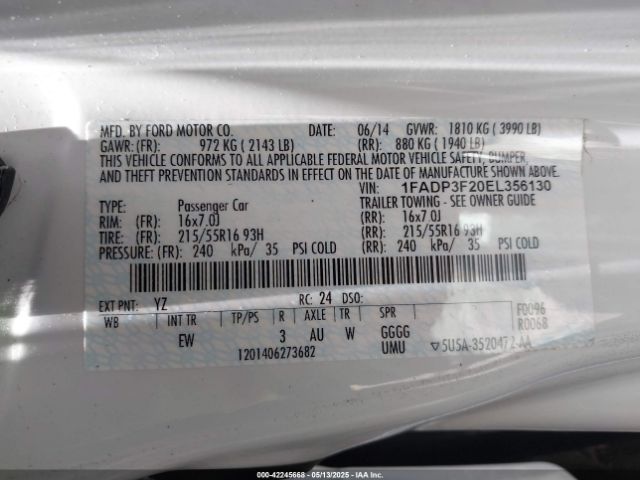 MFD. BY FORD MOTOR CO. DATE: 06/14 GVWR: 1810 KG ( 3990 LB)
GAWR: (FR): 972 KG ( 2143 LB) (RR): 880 KG ( 1940 LB)
THIS VEHICLE CONFORMS TO ALL APPLICABLE FEDERAL MOTOR VEHICLE SAFETY, BUMPER,
AND THEFT PREVENTION STANDARDS IN EFFECT ON THE DATE OF MANUFACTURE SHOWN ABOVE.
VIN: 1FADP3F20EL356130
TYPE: Passenger Car TRAILER TOWING - SEE OWNER GUIDE
RIM: (FR): 16x7.0J (RR): 16x7.0J
TIRE: (FR): 215/55R16 93H (RR): 215/55R16 93H
PRESSURE: (FR): 240 kPa/ 35 PSI COLD (RR): 240 kPa/ 35 PSI COLD
EXT PNT: YZ RC: 24 DSO: F0096
WB INT TR TP/PS R AXLE TR SPR R0068
EW 3 AU W GGGG
1201406273682 UMU ▽5U5A-3520472-AA
000-42245668 - 05/13/2025 - IAA Inc.